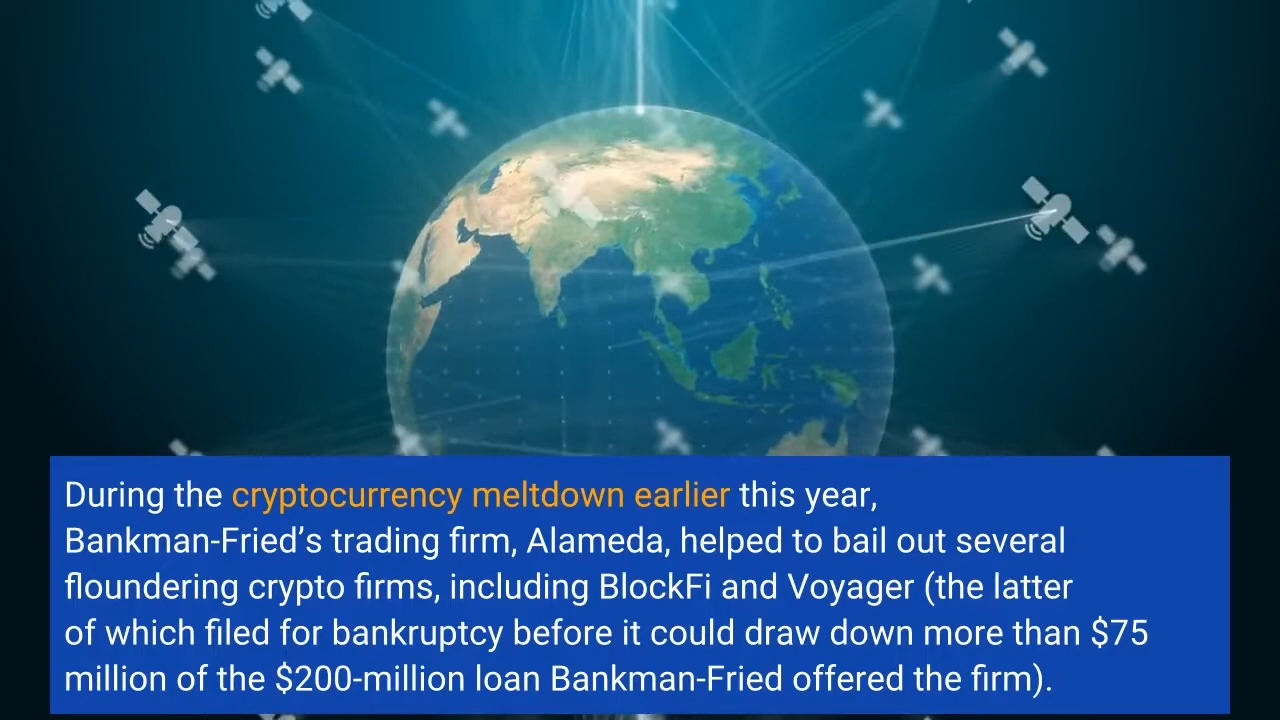 During the cryptocurrency meltdown earlier this year,
Bankman-Fried’s trading firm, Alameda, helped to bail out several
floundering crypto firms, including BlockFi and Voyager (the latter
of which filed for bankruptcy before it could draw down more than $75
million of the $200-million loan Bankman-Fried offered the firm).